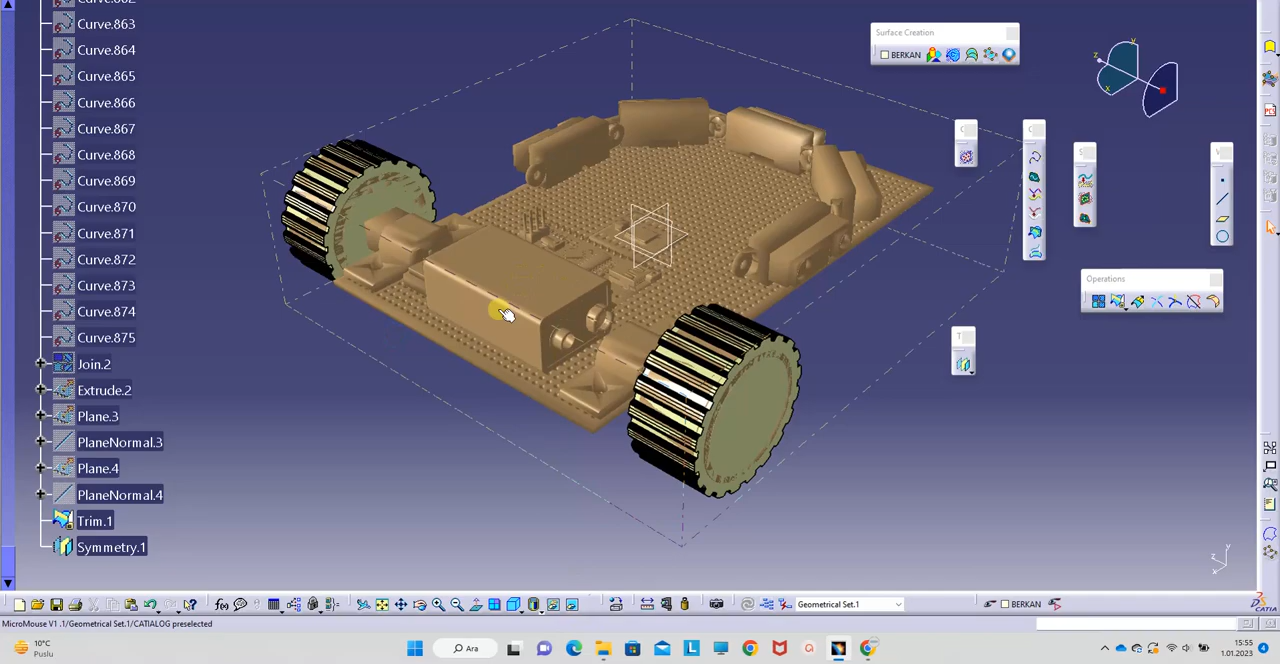 Curve.863
Curve.864
Curve.865
Curve.866
Curve.867
Curve.868
Curve.869
Curve.870
Curve.871
Curve.872
Curve.873
Curve.874
Curve.875
Join.2
Extrude.2
Plane.3
PlaneNormal.3
Plane.4
PlaneNormal.4
Trim.1
Symmetry.1
Surface Creation
BERKAN
z
y
x
Operations
T
z
y
x
f(x)
Geometrical Set.1
BERKAN
CATIA
MicroMouse V1 .1/Geometrical Set.1/CATIALOG preselected
10°C
Puslu
Ara
15:55
1.01.2023
4